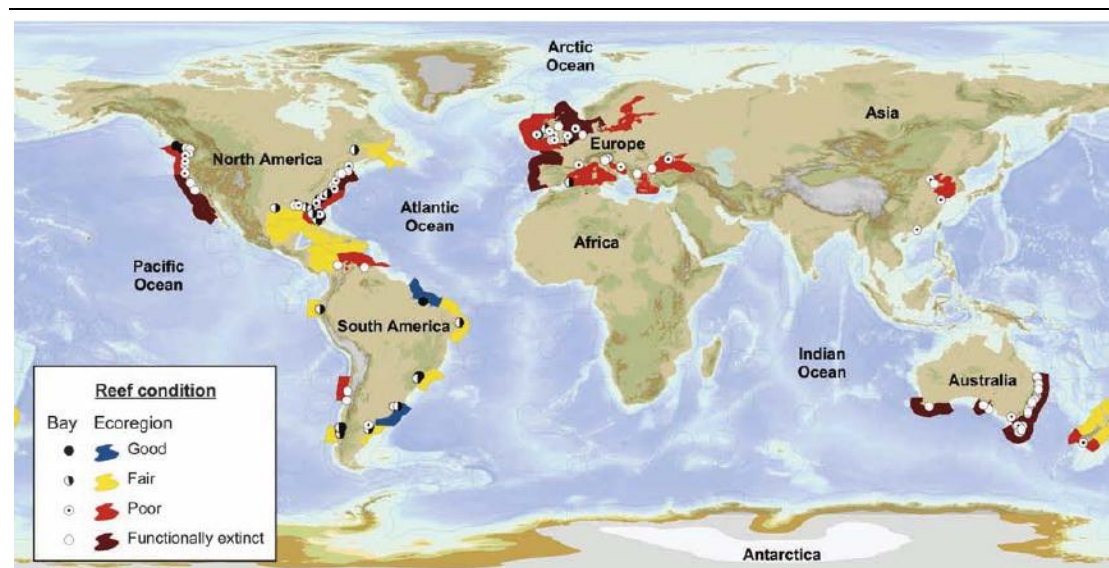 Arctic
Ocean
Asia
North America
Europe
Atlantic
Ocean
Africa
Pacific
Ocean
South America
Indian
Ocean
Australia
Reef condition
Bay Ecoregion
Good
Fair
Poor
Functionally extinct
Antarctica